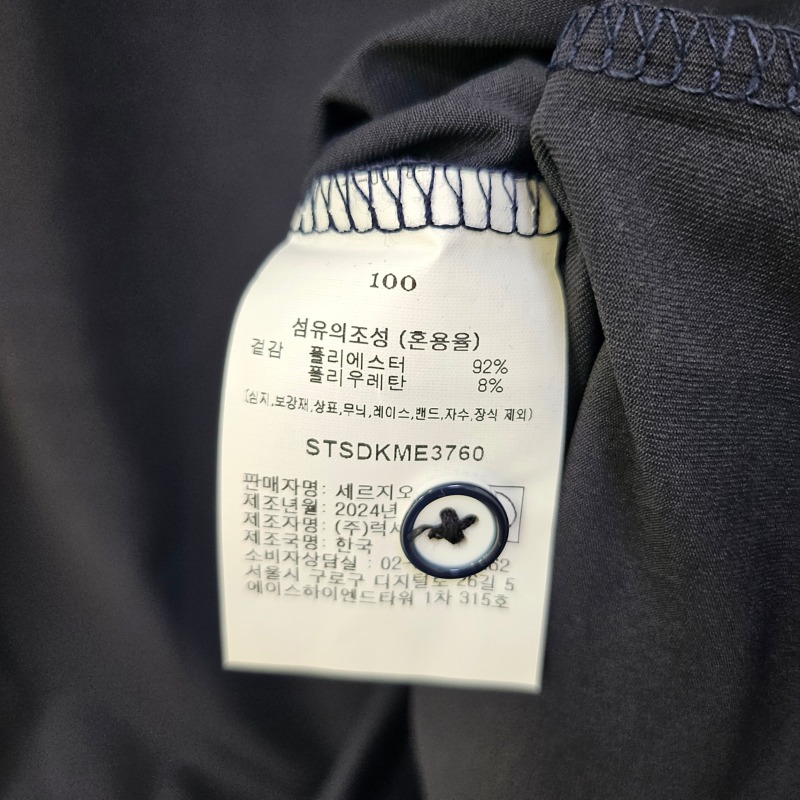 100
섬유의조성 (혼용율)
겉감 폴리에스터 92%
폴리우레탄 8%
(심지,보강재,상표,무늬,레이스,밴드,자수,장식 제외)
STSDKME3760
판매자명: 세르지오
제조년월: 2024년
제조자명: (주)럭시
제조국명: 한국
소비자상담실 : 02- 62
서울시 구로구 디지털로 26길 5
에이스하이엔드타워 1차 315호